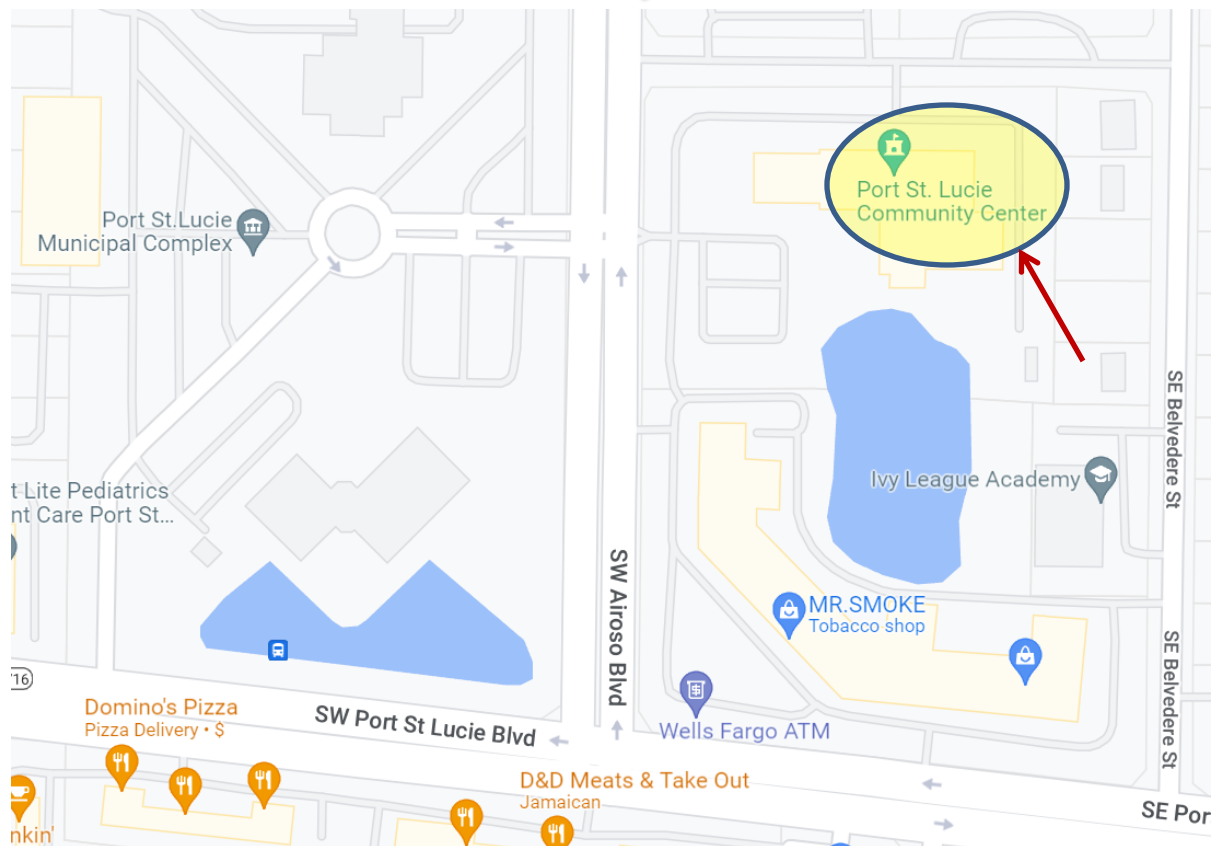 Port St. Lucie
Community Center
Port St.Lucie
Municipal Complex
SE Belvedere St
Ivy League Academy
t Lite Pediatrics
nt Care Port St...
SW Airoso Blvd
MR.SMOKE
Tobacco shop
SE Belvedere St
716
Domino's Pizza
Pizza Delivery • $
SW Port St Lucie Blvd
Wells Fargo ATM
D&D Meats & Take Out
Jamaican
SE Por
nkin'